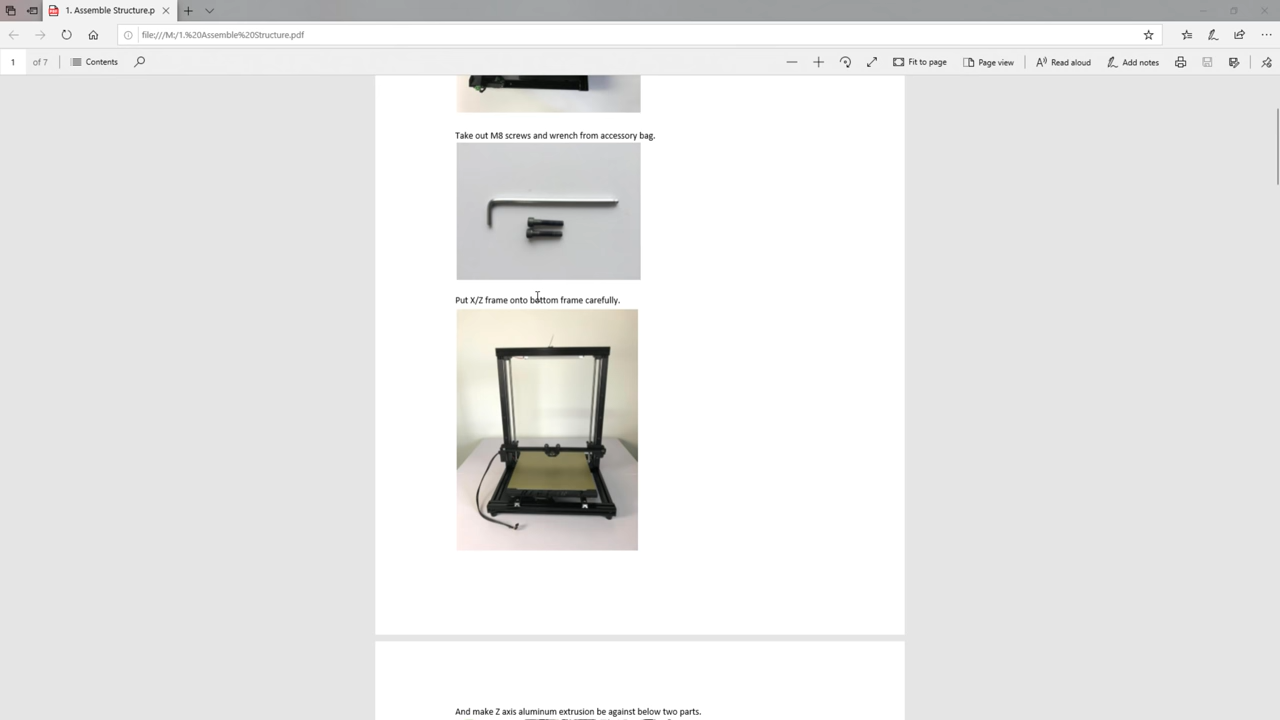 1. Assemble Structure.p
file:///M:/1.%20Assemble%20Structure.pdf
1 of 7 Contents Fit to page Page view Read aloud Add notes
Take out M8 screws and wrench from accessory bag.
Put X/Z frame onto bottom frame carefully.
And make Z axis aluminum extrusion be against below two parts.